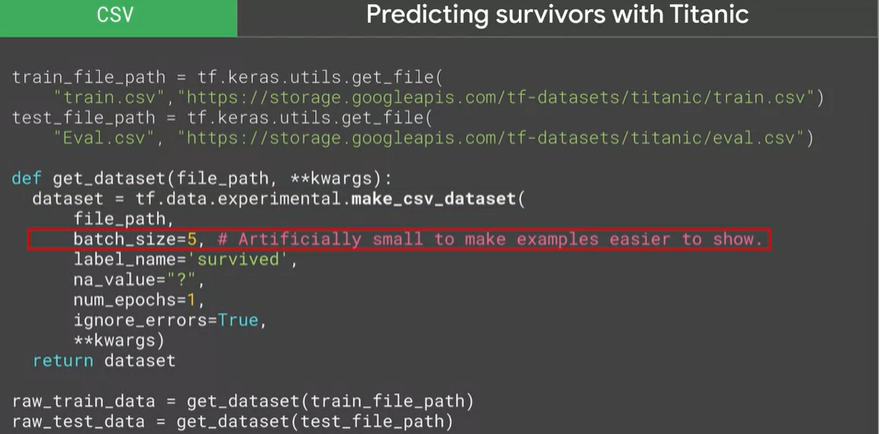 CSV
Predicting survivors with Titanic
train_file_path = tf.keras.utils.get_file(
    "train.csv","https://storage.googleapis.com/tf-datasets/titanic/train.csv")
test_file_path = tf.keras.utils.get_file(
    "Eval.csv", "https://storage.googleapis.com/tf-datasets/titanic/eval.csv")
def get_dataset(file_path, **kwargs):
  dataset = tf.data.experimental.make_csv_dataset(
      file_path,
      batch_size=5, # Artificially small to make examples easier to show.
      label_name='survived',
      na_value="?",
      num_epochs=1,
      ignore_errors=True,
      **kwargs)
  return dataset
raw_train_data = get_dataset(train_file_path)
raw_test_data = get_dataset(test_file_path)